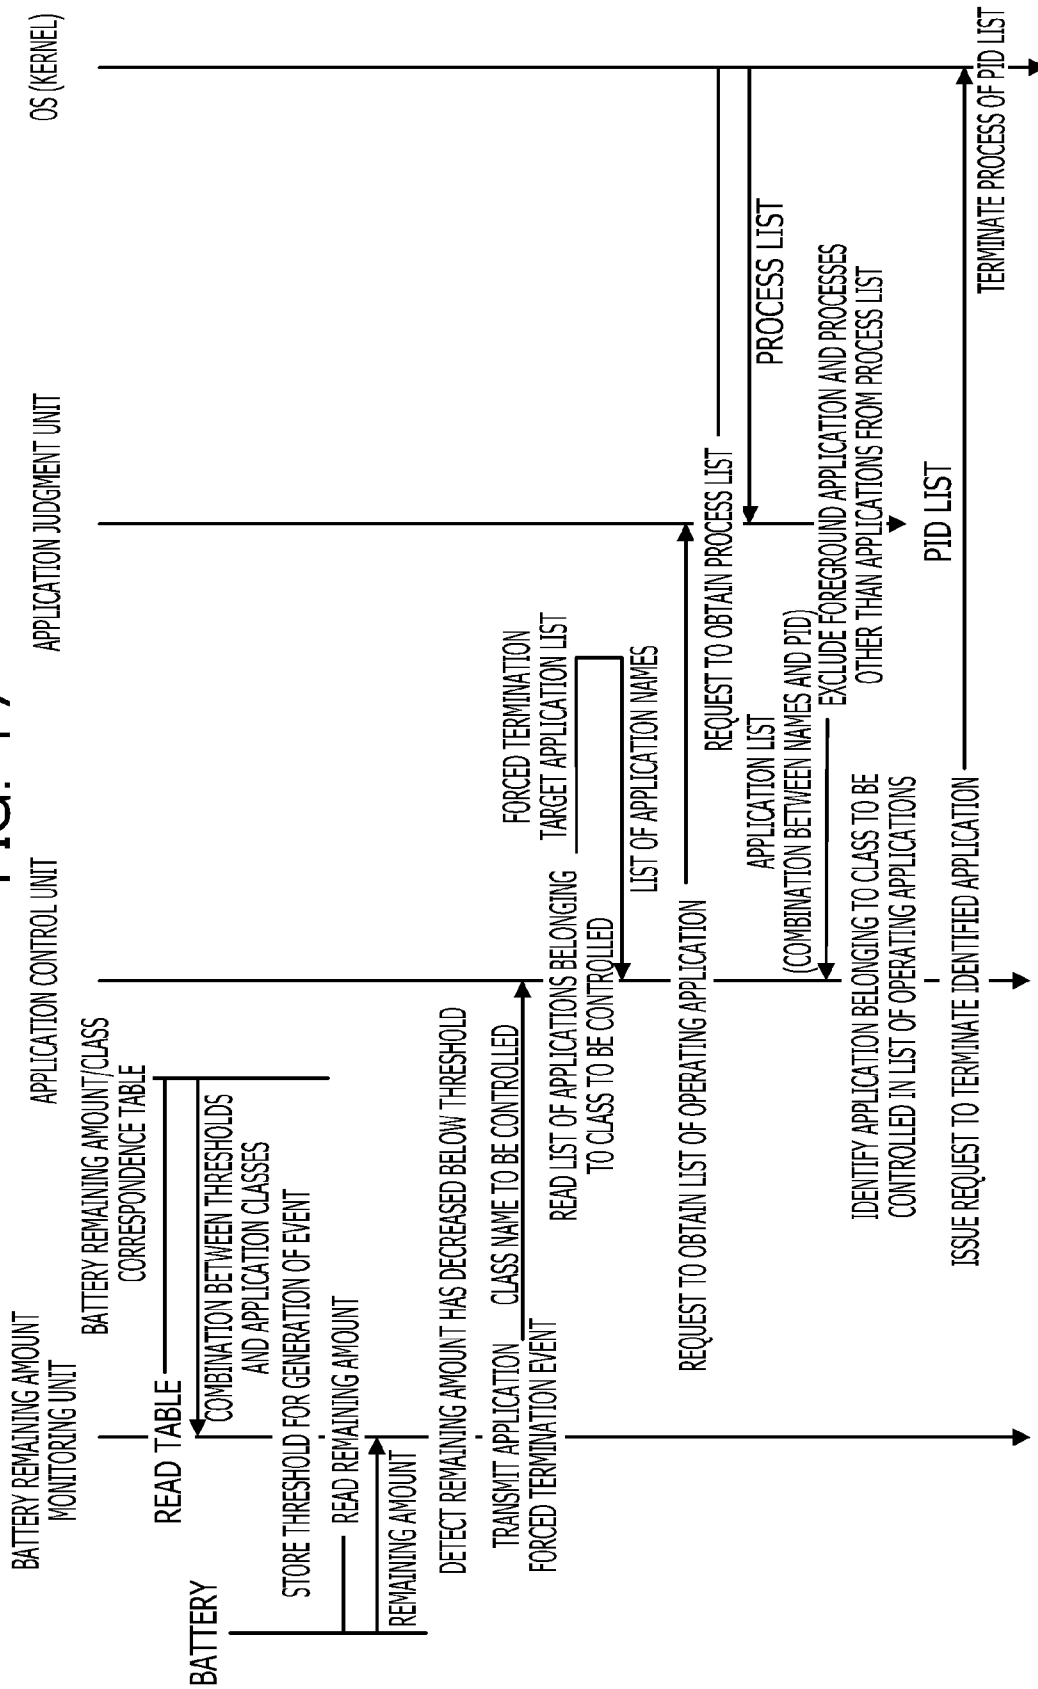 BATTERY REMAINING AMOUNT
MONITORING UNIT
APPLICATION CONTROL UNIT
APPLICATION JUDGMENT UNIT
OS (KERNEL)
BATTERY REMAINING AMOUNT/CLASS
CORRESPONDENCE TABLE
READ TABLE
BATTERY
COMBINATION BETWEEN THRESHOLDS
AND APPLICATION CLASSES
STORE THRESHOLD FOR GENERATION OF EVENT
READ REMAINING AMOUNT
REMAINING AMOUNT
DETECT REMAINING AMOUNT HAS DECREASED BELOW THRESHOLD
TRANSMIT APPLICATION
FORCED TERMINATION EVENT
CLASS NAME TO BE CONTROLLED
FORCED TERMINATION
TARGET APPLICATION LIST
READ LIST OF APPLICATIONS BELONGING
TO CLASS TO BE CONTROLLED
LIST OF APPLICATION NAMES
REQUEST TO OBTAIN LIST OF OPERATING APPLICATION
REQUEST TO OBTAIN PROCESS LIST
PROCESS LIST
APPLICATION LIST
(COMBINATION BETWEEN NAMES AND PID)
EXCLUDE FOREGROUND APPLICATION AND PROCESSES
OTHER THAN APPLICATIONS FROM PROCESS LIST
IDENTIFY APPLICATION BELONGING TO CLASS TO BE
CONTROLLED IN LIST OF OPERATING APPLICATIONS
PID LIST
ISSUE REQUEST TO TERMINATE IDENTIFIED APPLICATION
TERMINATE PROCESS OF PID LIST